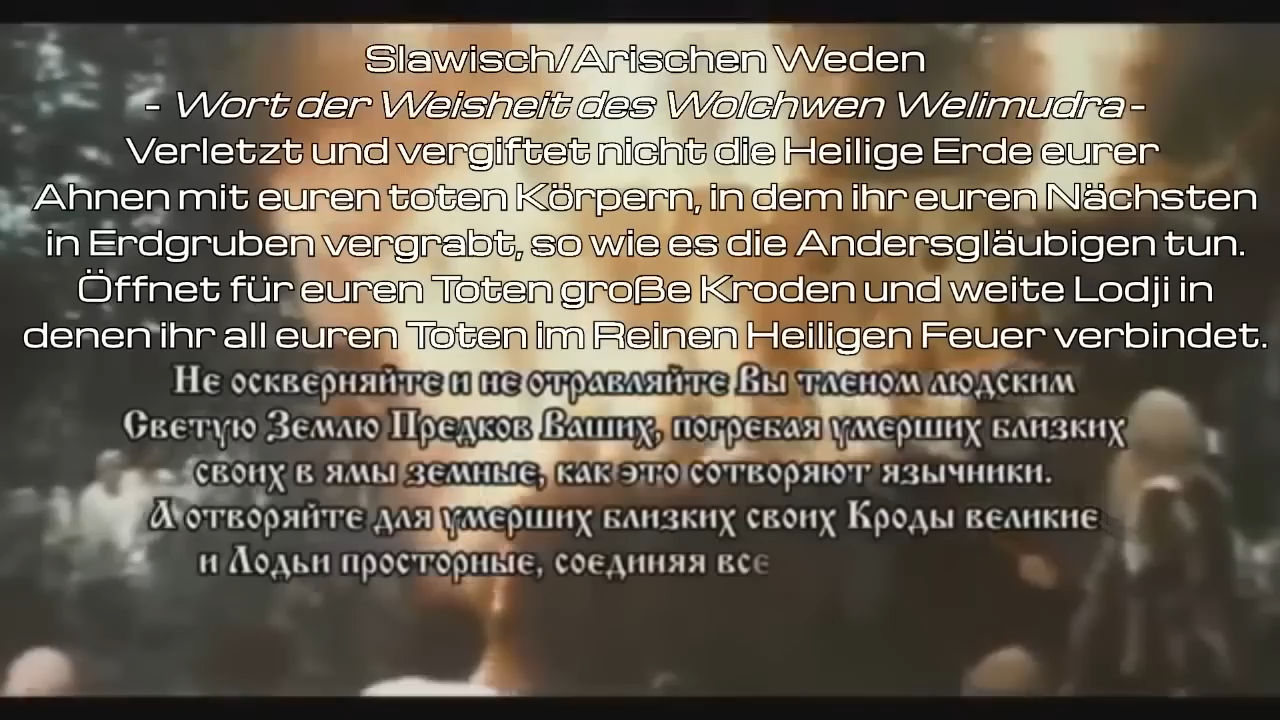 Slawisch/Arischen Weden
- Wort der Weisheit des Wolchwen Welimudra -
Verletzt und vergiftet nicht die Heilige Erde eurer
Ahnen mit euren toten Körpern, in dem ihr euren Nächsten
in Erdgruben vergrabt, so wie es die Andersgläubigen tun.
Öffnet für euren Toten große Kroden und weite Lodji in
denen ihr all euren Toten im Reinen Heiligen Feuer verbindet.
Не оскверняйте и не отравляйте Вы тленом людским
Светую Землю Предков Ваших, погребая умерших близких
своих в ямы земные, как это сотворяют язычники.
А отворяйте для умерших близких своих Кроды великие
и Лодьи просторные, соединяя все